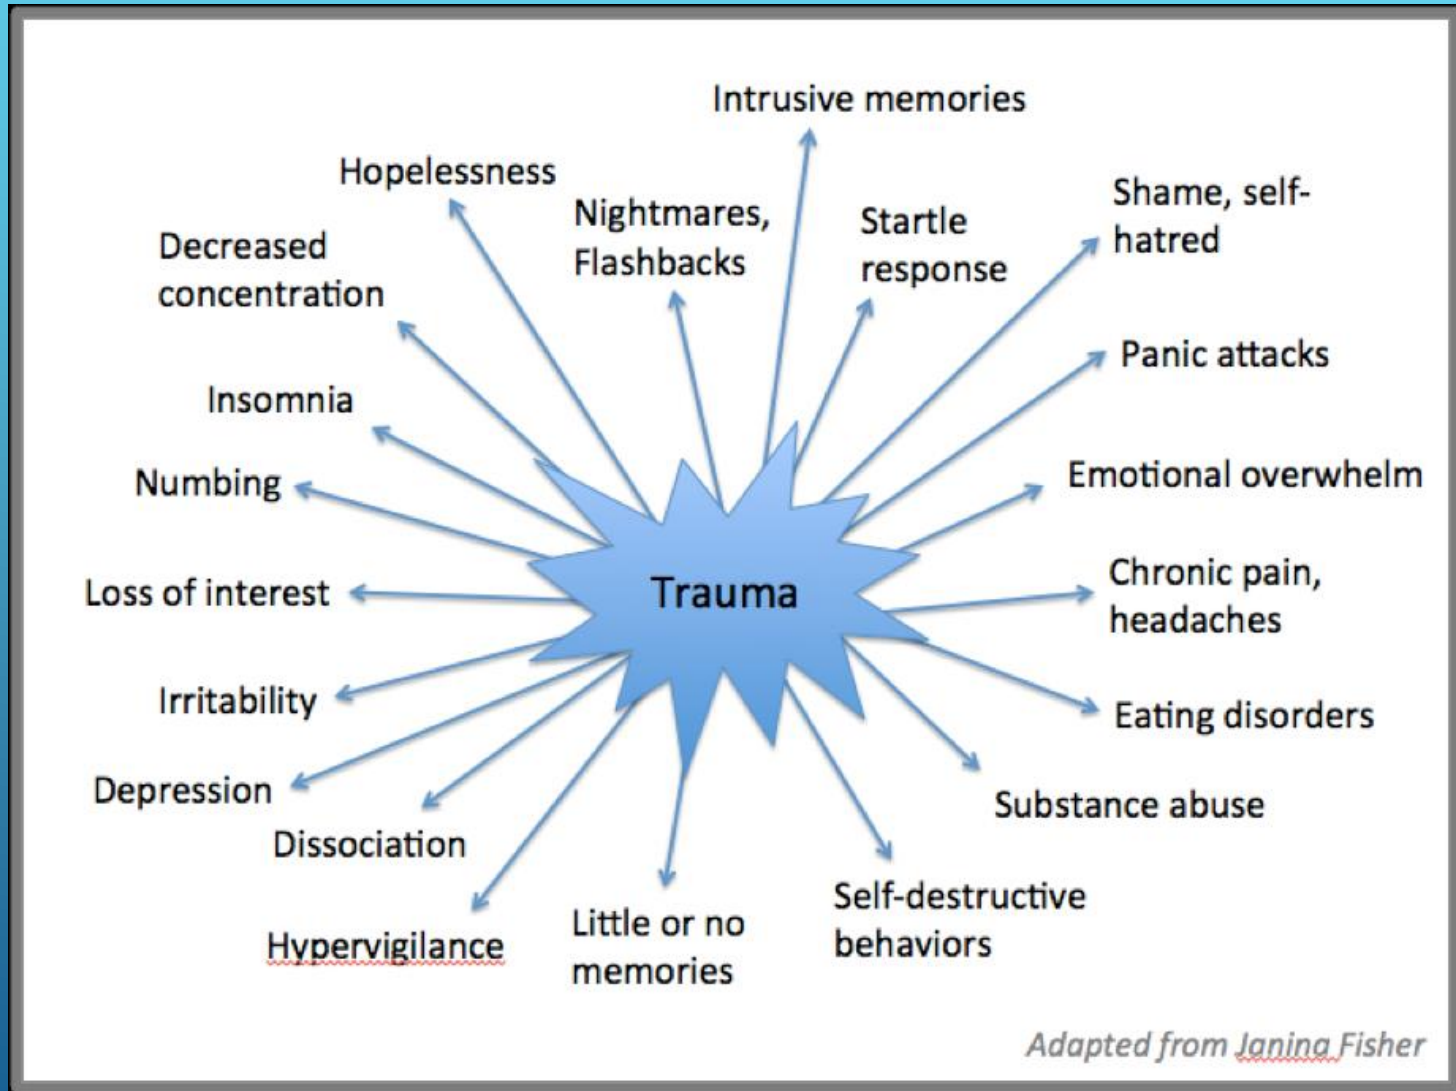 Intrusive memories
Hopelessness
Nightmares,
Flashbacks
Startle
response
Shame, self-
hatred
Decreased
concentration
Panic attacks
Insomnia
Emotional overwhelm
Numbing
Trauma
Loss of interest
Chronic pain,
headaches
Irritability
Eating disorders
Depression
Substance abuse
Dissociation
Hypervigilance
Little or no
memories
Self-destructive
behaviors
Adapted from Janina Fisher